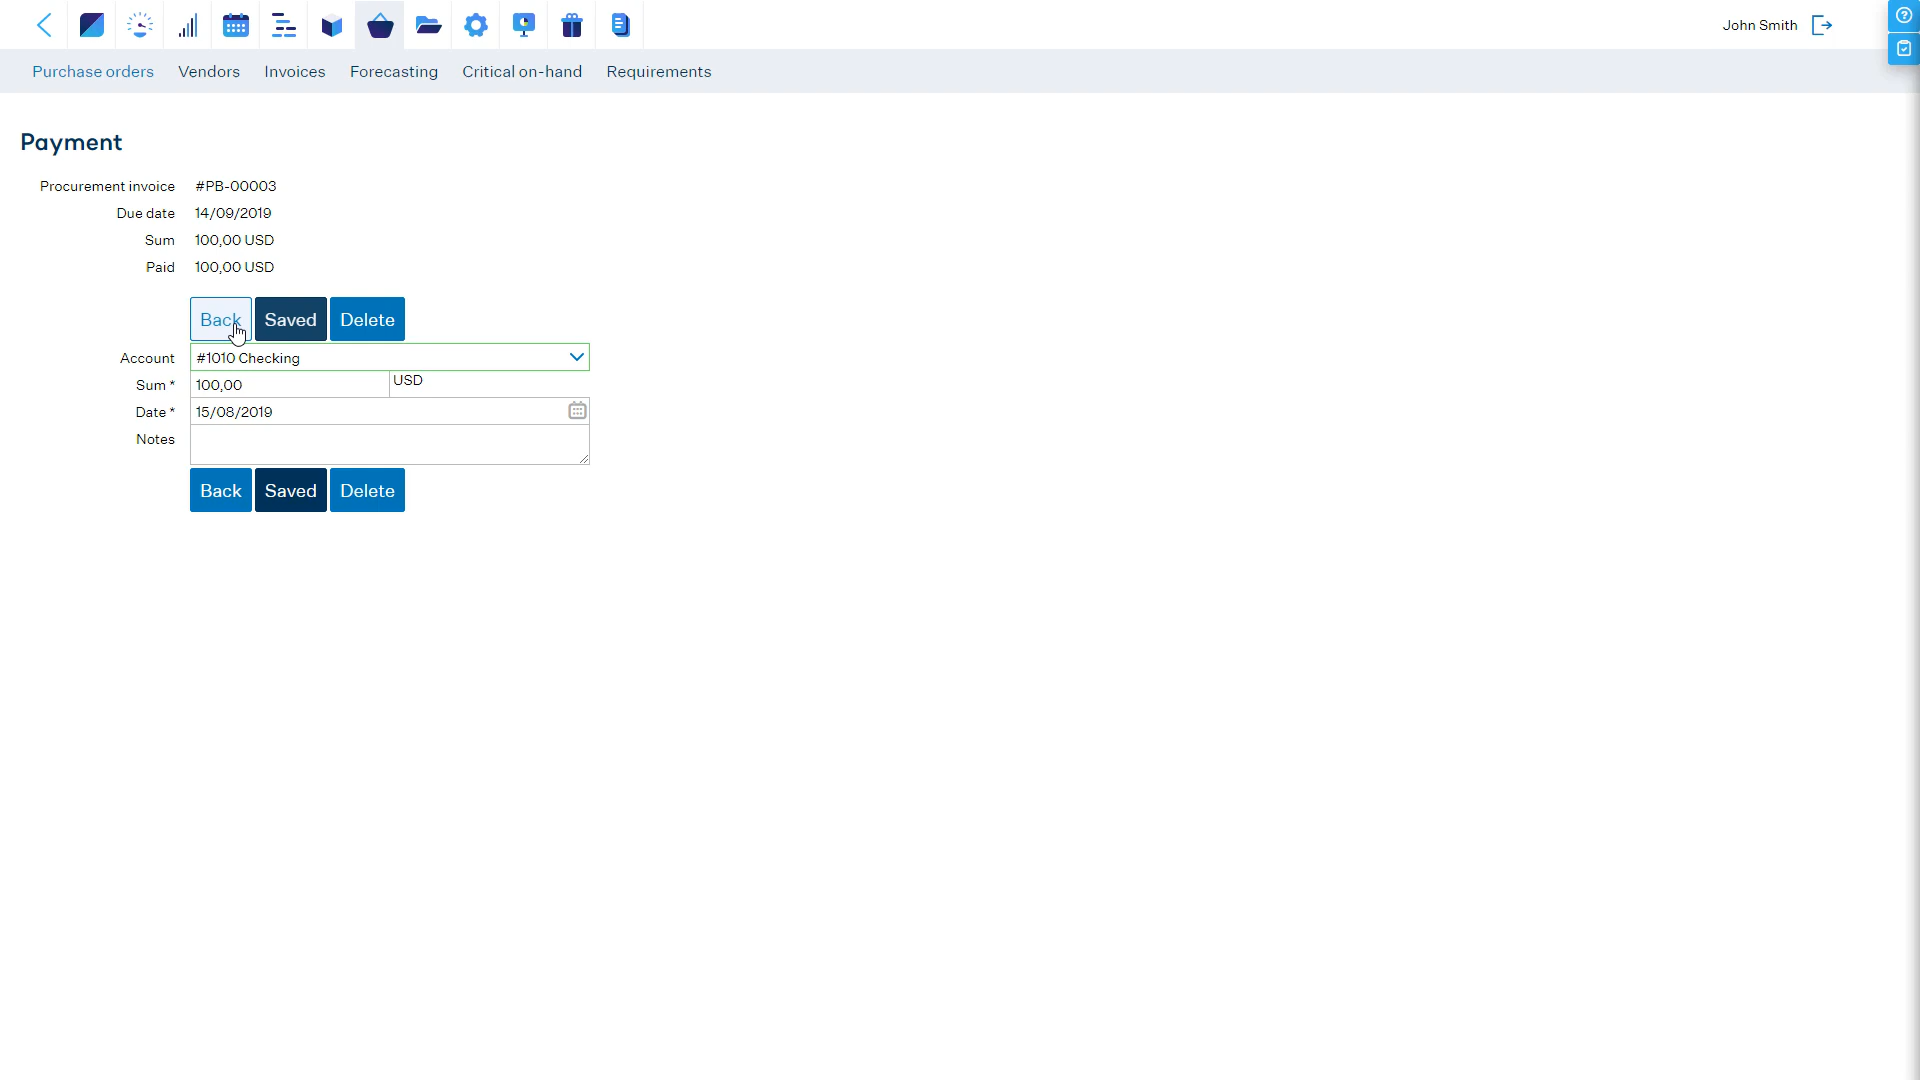 John Smith
Purchase orders Vendors Invoices Forecasting Critical on-hand Requirements
Payment
Procurement invoice #PB-00003
Due date 14/09/2019
Sum 100,00 USD
Paid 100,00 USD
Back Saved Delete
Account #1010 Checking
Sum * 100,00 USD
Date * 15/08/2019
Notes
Back Saved Delete